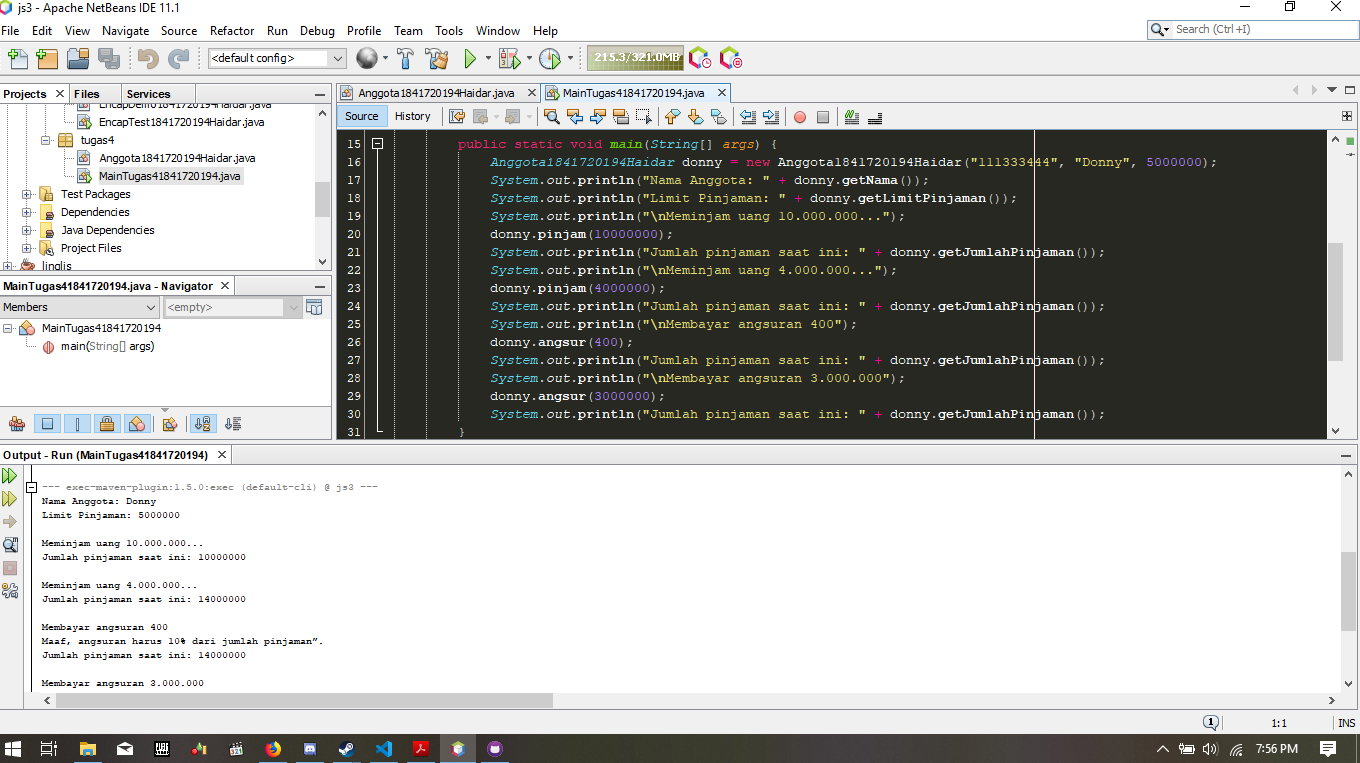 js3 - Apache NetBeans IDE 11.1
File Edit View Navigate Source Refactor Run Debug Profile Team Tools Window Help
Search (Ctrl+I)
<default config>
215.3/321.0MB
Projects Files Services
EncapDemo1841720194Haidar.java
EncapTest1841720194Haidar.java
tugas4
Anggota1841720194Haidar.java
MainTugas41841720194.java
Test Packages
Dependencies
Java Dependencies
Project Files
linglis
MainTugas41841720194.java - Navigator
Members <empty>
MainTugas41841720194
main(String[] args)
Anggota1841720194Haidar.java MainTugas41841720194.java
Source History
15 public static void main(String[] args) {
16 Anggota1841720194Haidar donny = new Anggota1841720194Haidar("111333444", "Donny", 5000000);
17 System.out.println("Nama Anggota: " + donny.getNama());
18 System.out.println("Limit Pinjaman: " + donny.getLimitPinjaman());
19 System.out.println("\nMeminjam uang 10.000.000...");
20 donny.pinjam(10000000);
21 System.out.println("Jumlah pinjaman saat ini: " + donny.getJumlahPinjaman());
22 System.out.println("\nMeminjam uang 4.000.000...");
23 donny.pinjam(4000000);
24 System.out.println("Jumlah pinjaman saat ini: " + donny.getJumlahPinjaman());
25 System.out.println("\nMembayar angsuran 400");
26 donny.angsur(400);
27 System.out.println("Jumlah pinjaman saat ini: " + donny.getJumlahPinjaman());
28 System.out.println("\nMembayar angsuran 3.000.000");
29 donny.angsur(3000000);
30 System.out.println("Jumlah pinjaman saat ini: " + donny.getJumlahPinjaman());
31 }
Output - Run (MainTugas41841720194)
--- exec-maven-plugin:1.5.0:exec (default-cli) @ js3 ---
Nama Anggota: Donny
Limit Pinjaman: 5000000
Meminjam uang 10.000.000...
Jumlah pinjaman saat ini: 10000000
Meminjam uang 4.000.000...
Jumlah pinjaman saat ini: 14000000
Membayar angsuran 400
Maaf, angsuran harus 10% dari jumlah pinjaman”.
Jumlah pinjaman saat ini: 14000000
Membayar angsuran 3.000.000
1 1:1 INS
7:56 PM